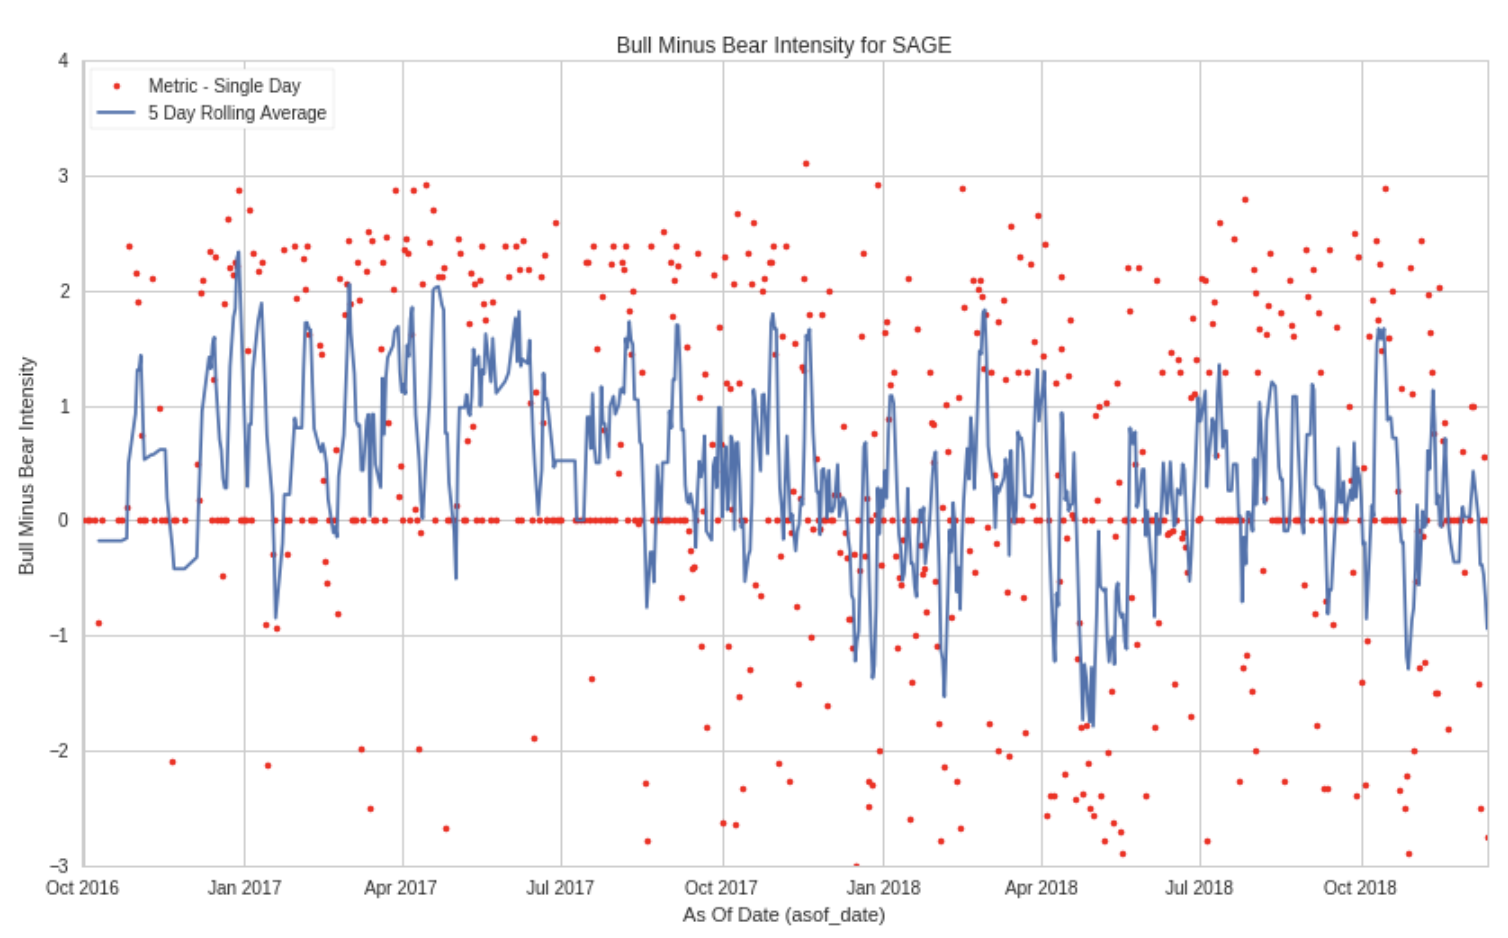 Bull Minus Bear Intensity for SAGE
Metric - Single Day
5 Day Rolling Average
Bull Minus Bear Intensity
4
3
2
1
0
−1
−2
−3
Oct 2016 Jan 2017 Apr 2017 Jul 2017 Oct 2017 Jan 2018 Apr 2018 Jul 2018 Oct 2018
As Of Date (asof_date)